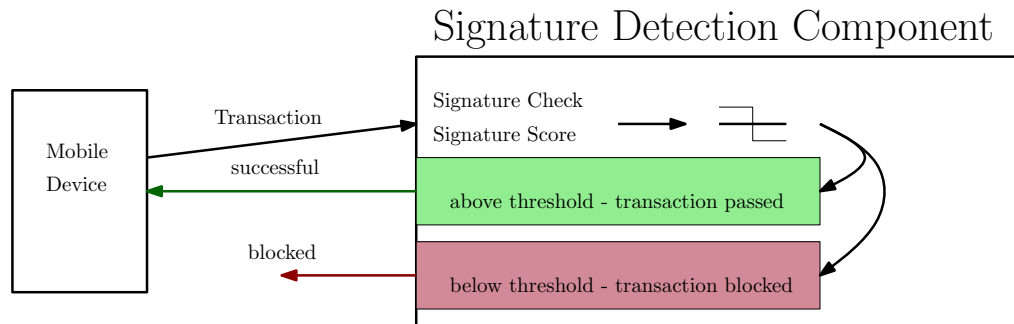 Signature Detection Component
Mobile
Device
Transaction
successful
blocked
Signature Check
Signature Score
above threshold - transaction passed
below threshold - transaction blocked